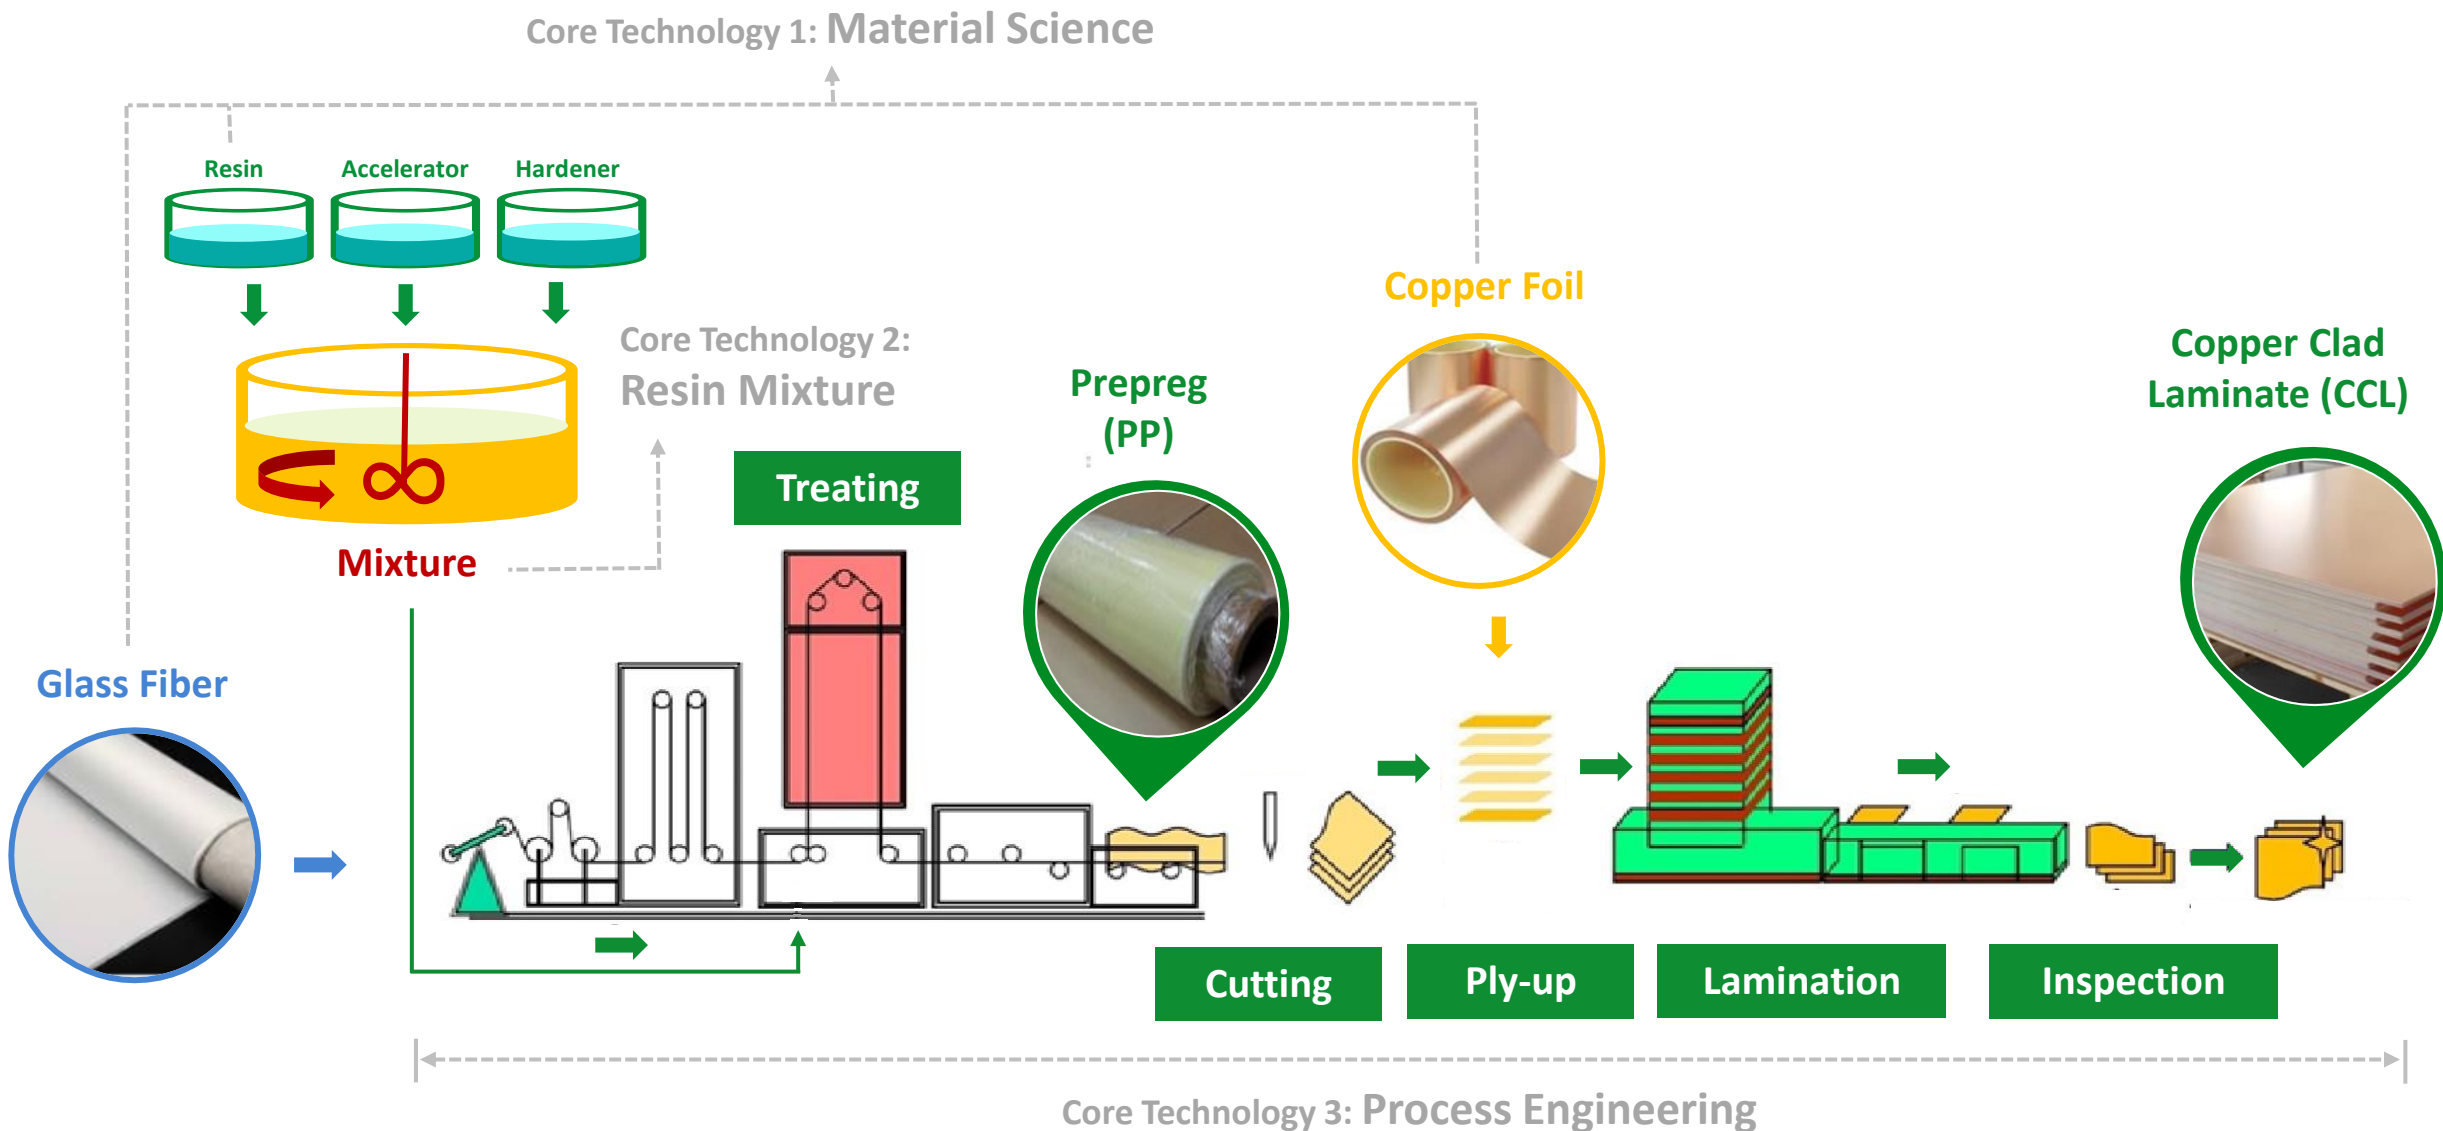 Core Technology 1: Material Science
Resin
Accelerator
Hardener
Core Technology 2:
Resin Mixture
Mixture
Glass Fiber
Treating
Prepreg
(PP)
Copper Foil
Copper Clad
Laminate (CCL)
Cutting
Ply-up
Lamination
Inspection
Core Technology 3: Process Engineering